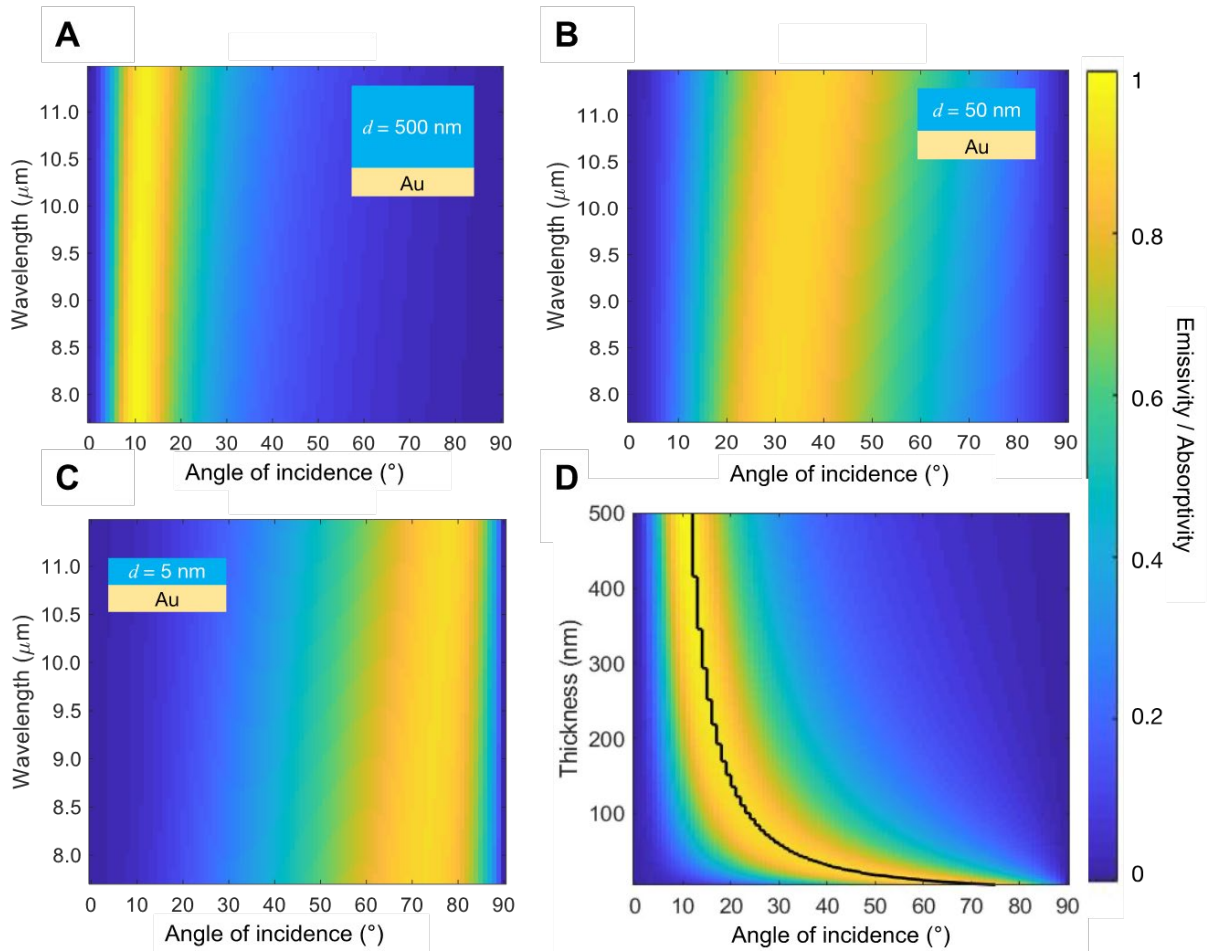 A
Wavelength (μm)
11.0
10.5
10.0
9.5
9.0
8.5
8.0
d = 500 nm
Au
0 10 20 30 40 50 60 70 80 90
Angle of incidence (°)
B
Wavelength (μm)
11.0
10.5
10.0
9.5
9.0
8.5
8.0
d = 50 nm
Au
0 10 20 30 40 50 60 70 80 90
Angle of incidence (°)
C
Wavelength (μm)
11.0
10.5
10.0
9.5
9.0
8.5
8.0
d = 5 nm
Au
0 10 20 30 40 50 60 70 80 90
Angle of incidence (°)
D
Thickness (nm)
500
400
300
200
100
0 10 20 30 40 50 60 70 80 90
Angle of incidence (°)
1
0.8
0.6
0.4
0.2
0
Emissivity / Absorptivity